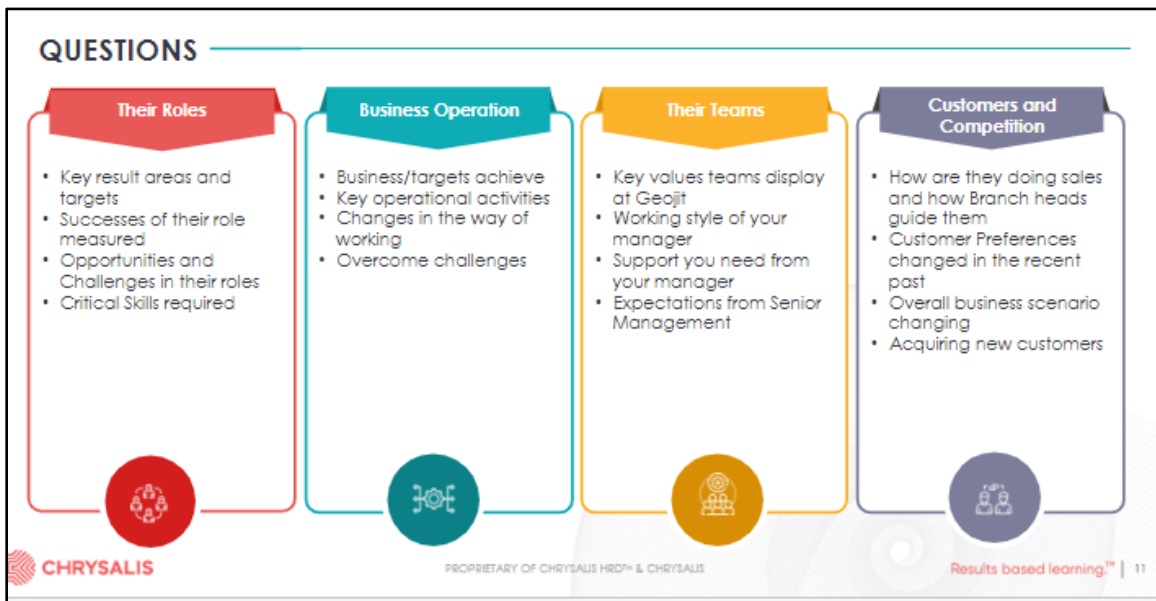 QUESTIONS
Their Roles
• Key result areas and
targets
• Successes of their role
measured
• Opportunities and
Challenges in their roles
• Critical Skills required
Business Operation
• Business/targets achieve
• Key operational activities
• Changes in the way of
working
• Overcome challenges
Their Teams
• Key values teams display
at Geojit
• Working style of your
manager
• Support you need from
your manager
• Expectations from Senior
Management
Customers and
Competition
• How are they doing sales
and how Branch heads
guide them
• Customer Preferences
changed in the recent
past
• Overall business scenario
changing
• Acquiring new customers
CHRYSALIS
PROPRIETARY OF CHRYSALIS HRD™ & CHRYSALIS
Results based learning.™ | 11